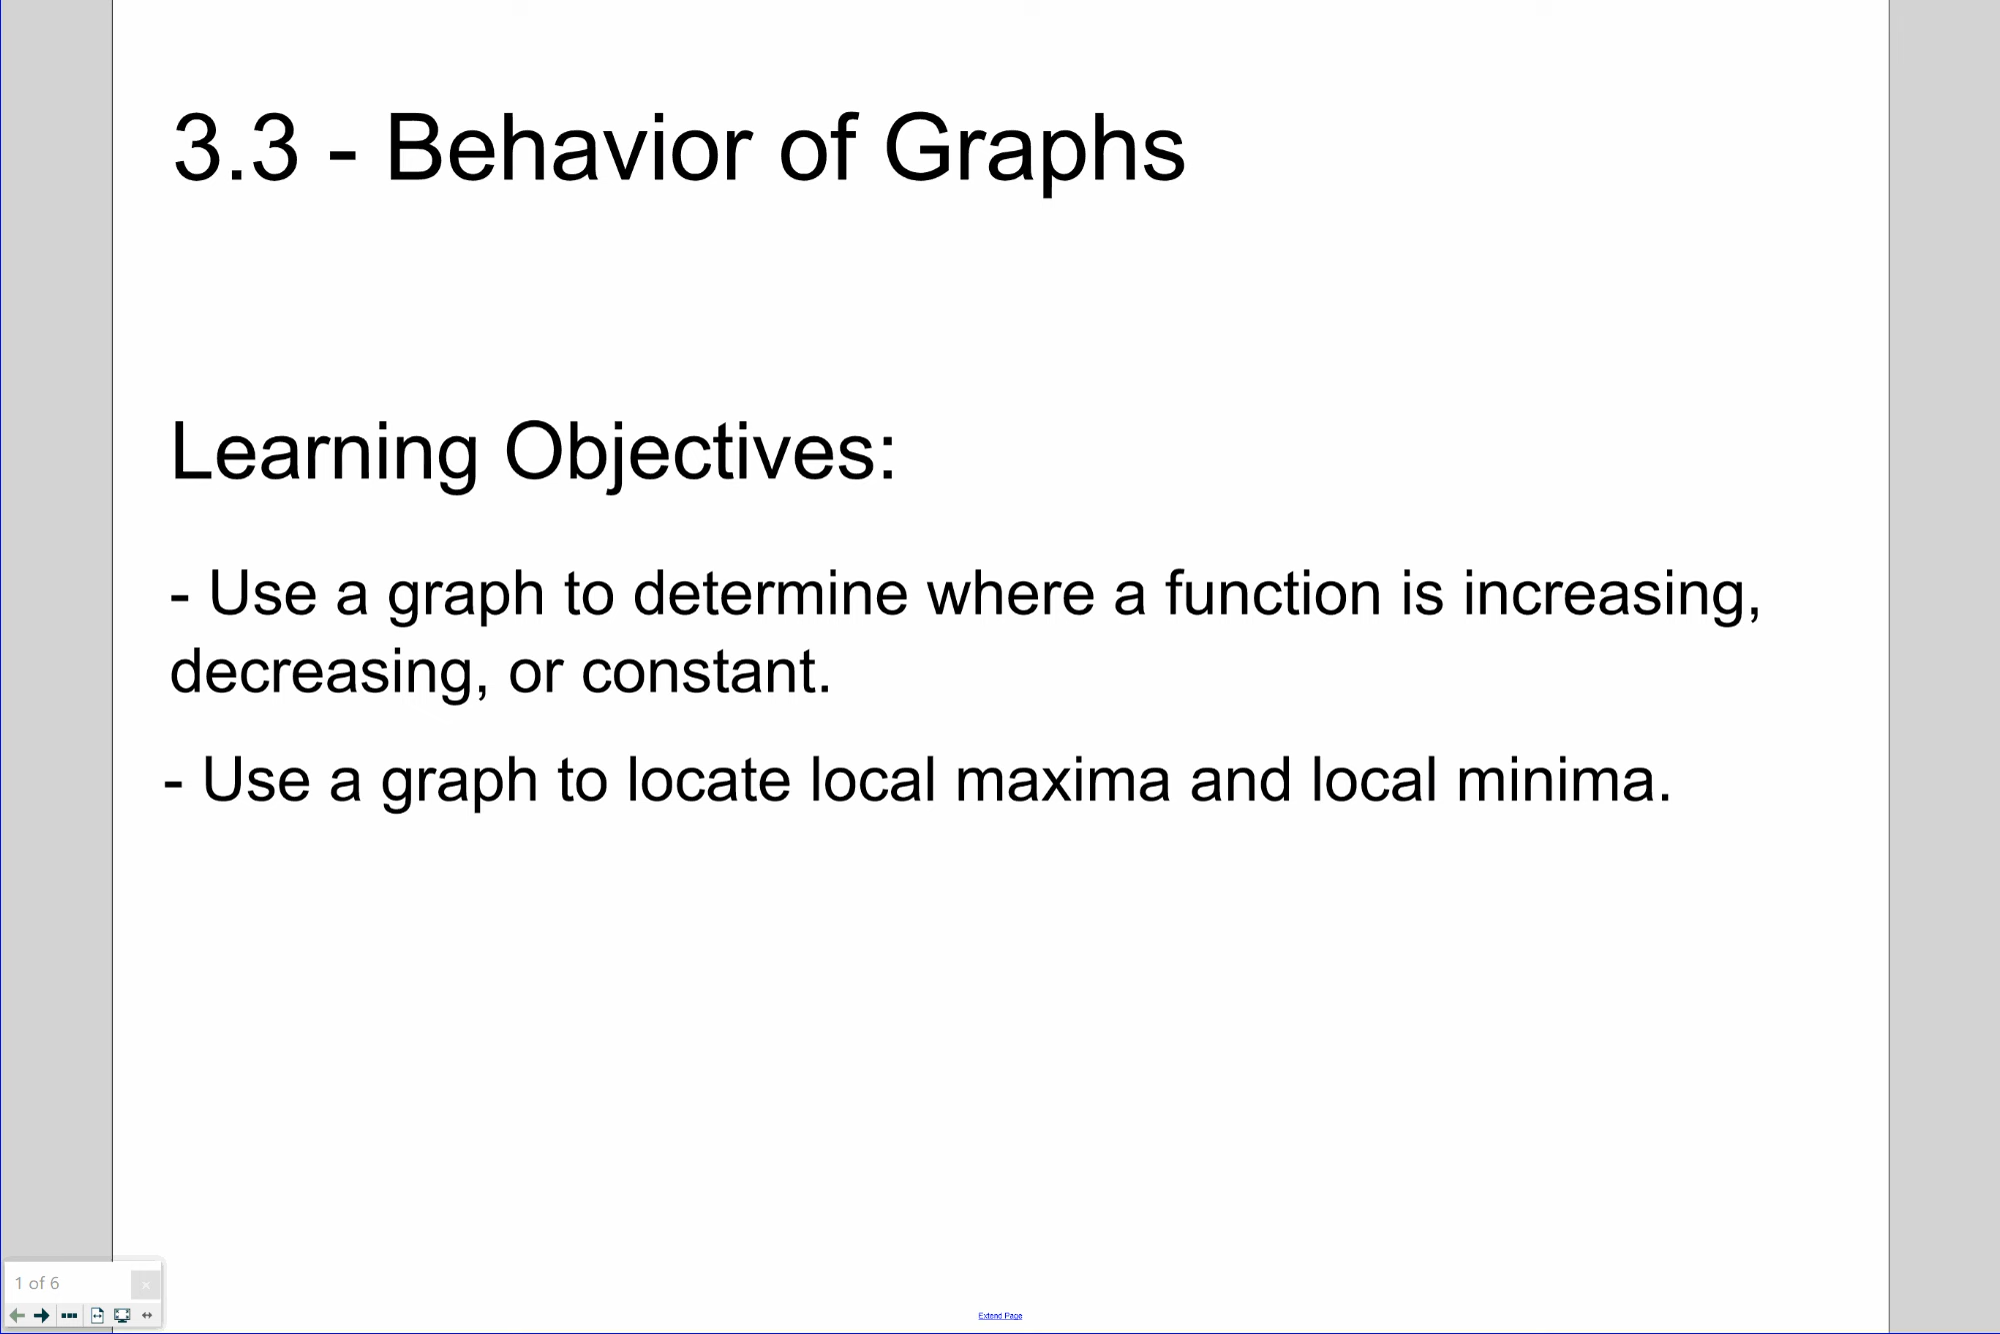 3.3 - Behavior of Graphs
Learning Objectives:
- Use a graph to determine where a function is increasing,
decreasing, or constant.
- Use a graph to locate local maxima and local minima.
1 of 6
Extend Page